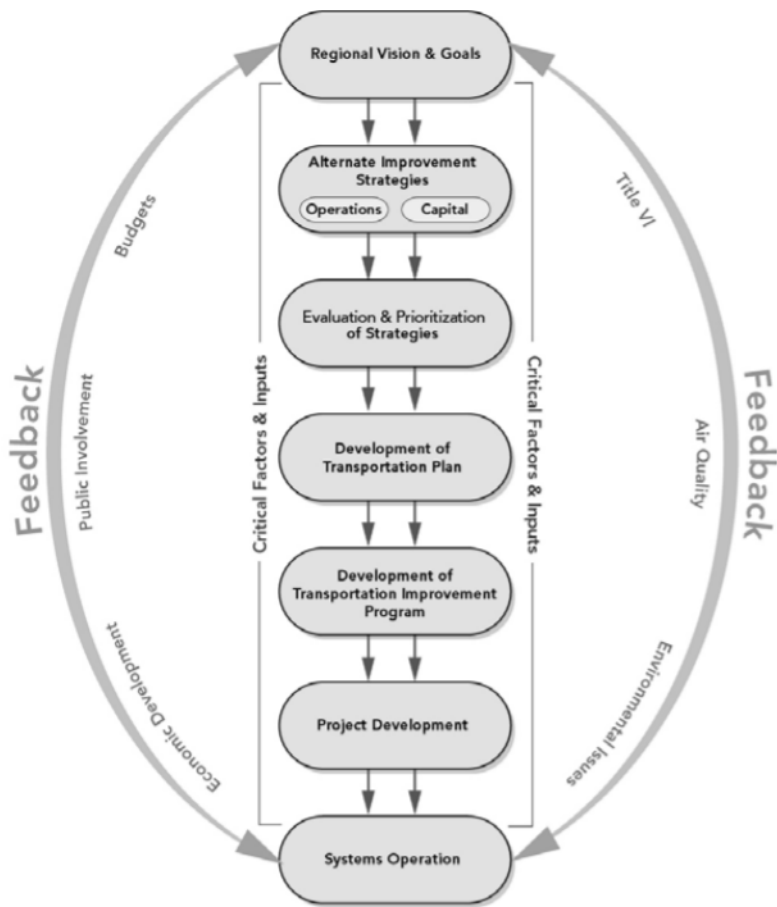 Regional Vision & Goals
Alternate Improvement
Strategies
Operations
Capital
Evaluation & Prioritization
of Strategies
Development of
Transportation Plan
Development of
Transportation Improvement
Program
Project Development
Systems Operation
Critical Factors & Inputs
Critical Factors & Inputs
Feedback
Budgets
Public Involvement
Economic Development
Feedback
Title VI
Air Quality
Environmental Issues